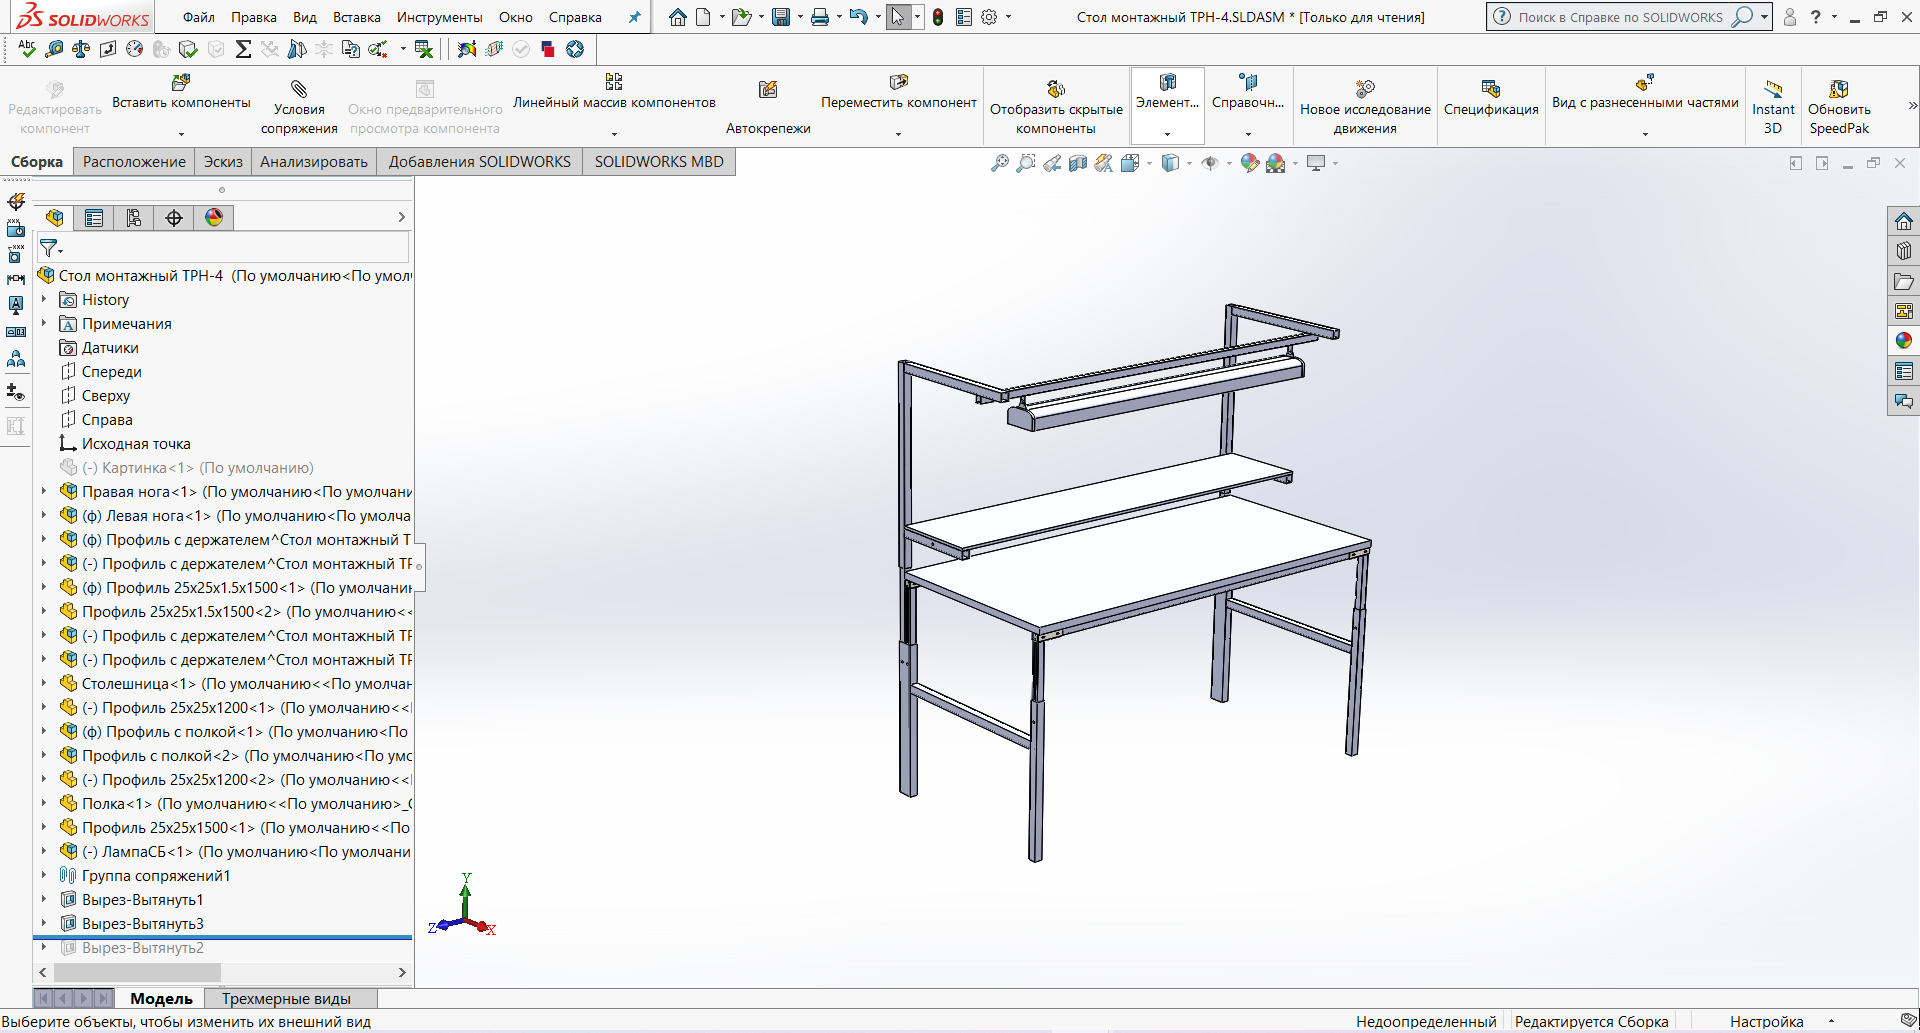 SOLIDWORKS
Файл Правка Вид Вставка Инструменты Окно Справка
Стол монтажный ТРН-4.SLDASM * [Только для чтения]
Поиск в Справке по SOLIDWORKS
Редактировать компонент
Вставить компоненты
Условия сопряжения
Окно предварительного просмотра компонента
Линейный массив компонентов
Автокрепежи
Переместить компонент
Отобразить скрытые компоненты
Элемент...
Справочн...
Новое исследование движения
Спецификация
Вид с разнесенными частями
Instant 3D
Обновить SpeedPak
Сборка Расположение Эскиз Анализировать Добавления SOLIDWORKS SOLIDWORKS MBD
Стол монтажный ТРН-4 (По умолчанию<По умол
History
Примечания
Датчики
Спереди
Сверху
Справа
Исходная точка
(-) Картинка<1> (По умолчанию)
Правая нога<1> (По умолчанию<По умолчани
(ф) Левая нога<1> (По умолчанию<По умолча
(ф) Профиль с держателем^Стол монтажный Т
(-) Профиль с держателем^Стол монтажный ТР
(ф) Профиль 25х25х1.5х1500<1> (По умолчани
Профиль 25х25х1.5х1500<2> (По умолчанию<<
(-) Профиль с держателем^Стол монтажный ТР
(-) Профиль с держателем^Стол монтажный ТР
Столешница<1> (По умолчанию<<По умолчан
(-) Профиль 25х25х1200<1> (По умолчанию<<
(ф) Профиль с полкой<1> (По умолчанию<По
Профиль с полкой<2> (По умолчанию<По умо
(-) Профиль 25х25х1200<2> (По умолчанию<<
Полка<1> (По умолчанию<<По умолчанию>_
Профиль 25х25х1500<1> (По умолчанию<<По
(-) ЛампаСБ<1> (По умолчанию<По умолчани
Группа сопряжений1
Вырез-Вытянуть1
Вырез-Вытянуть3
Вырез-Вытянуть2
Y
Z
X
Модель Трехмерные виды
Выберите объекты, чтобы изменить их внешний вид
Недоопределенный Редактируется Сборка Настройка